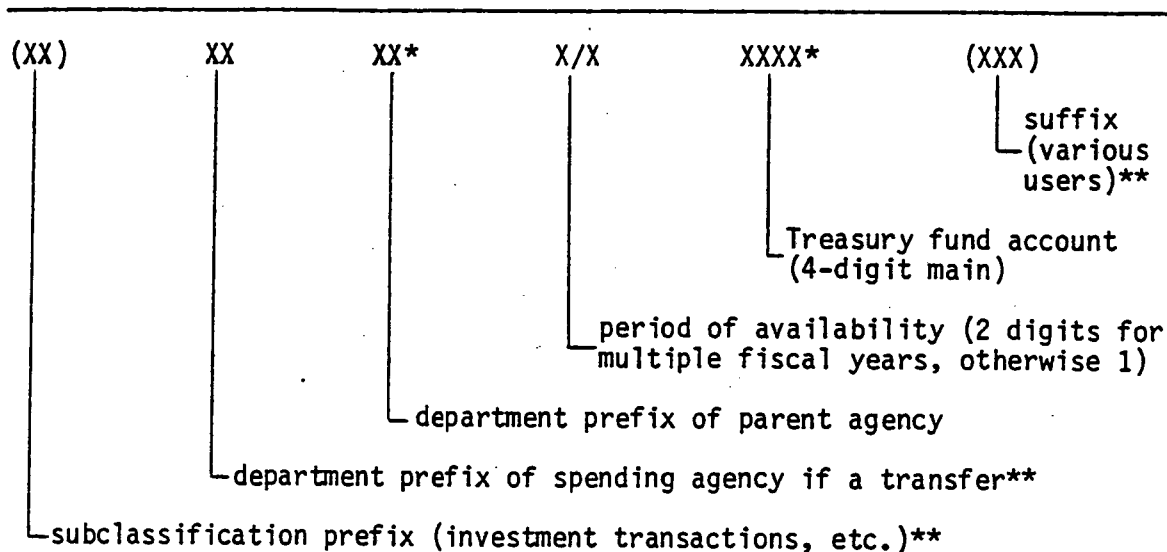 (XX) XX XX* X/X XXXX* (XXX)
suffix
(various
users)**
Treasury fund account
(4-digit main)
period of availability (2 digits for
multiple fiscal years, otherwise 1)
department prefix of parent agency
department prefix of spending agency if a transfer**
subclassification prefix (investment transactions, etc.)**